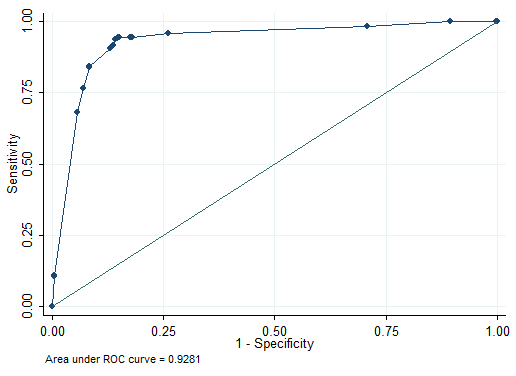 Sensitivity
1.00
0.75
0.50
0.25
0.00
0.00 0.25 0.50 0.75 1.00
1 - Specificity
Area under ROC curve = 0.9281